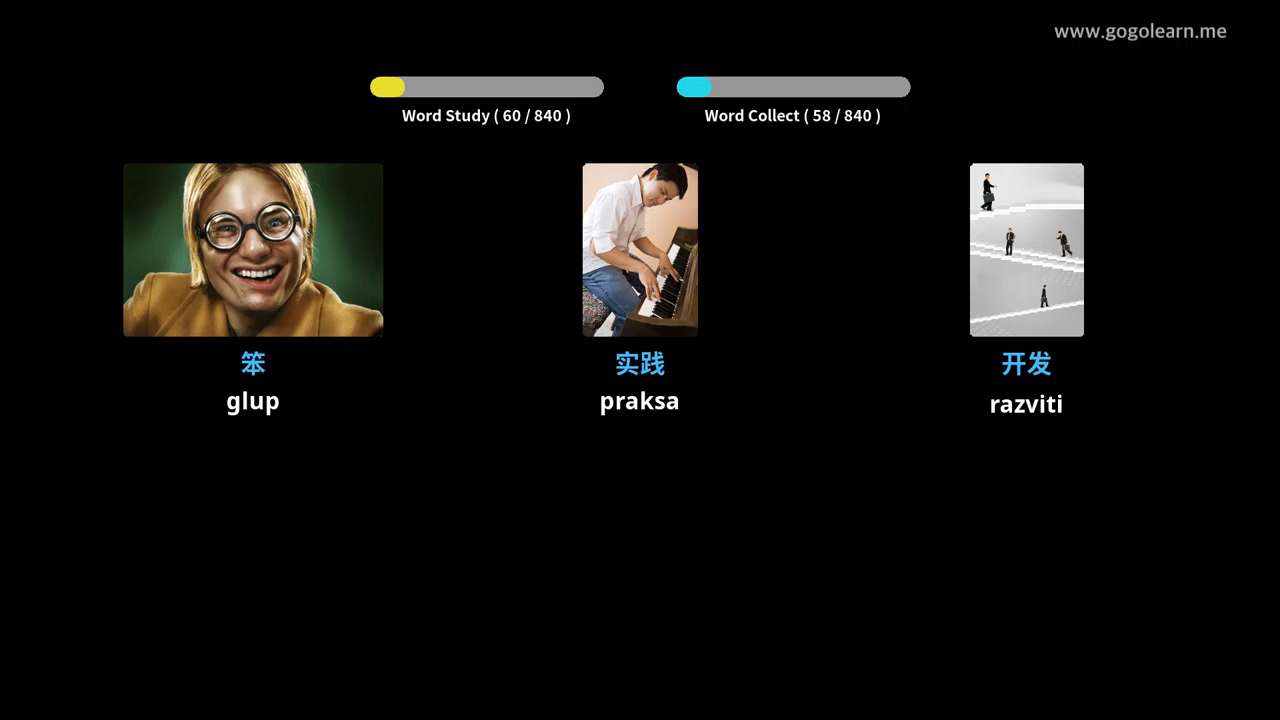 www.gogolearn.me
Word Study ( 60 / 840 )
Word Collect ( 58 / 840 )
笨
glup
实践
praksa
开发
razviti